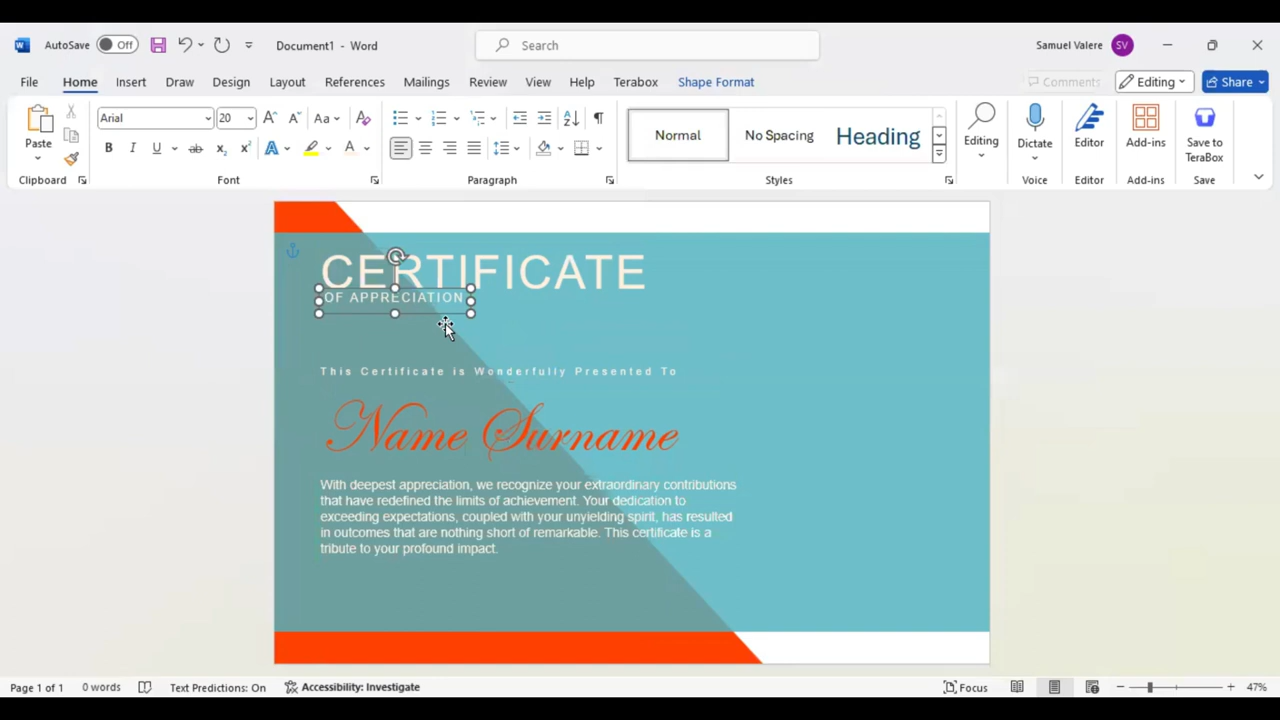 AutoSave Off Document1 - Word Search Samuel Valere SV
File Home Insert Draw Design Layout References Mailings Review View Help Terabox Shape Format Comments Editing Share
Paste
Clipboard
Arial 20
Font
Paragraph
Normal No Spacing Heading
Styles
Editing
Dictate
Voice
Editor
Editor
Add-ins
Add-ins
Save to
TeraBox
Save
CERTIFICATE
OF APPRECIATION
This Certificate is Wonderfully Presented To
Name Surname
With deepest appreciation, we recognize your extraordinary contributions
that have redefined the limits of achievement. Your dedication to
exceeding expectations, coupled with your unyielding spirit, has resulted
in outcomes that are nothing short of remarkable. This certificate is a
tribute to your profound impact.
Page 1 of 1 0 words Text Predictions: On Accessibility: Investigate Focus 47%